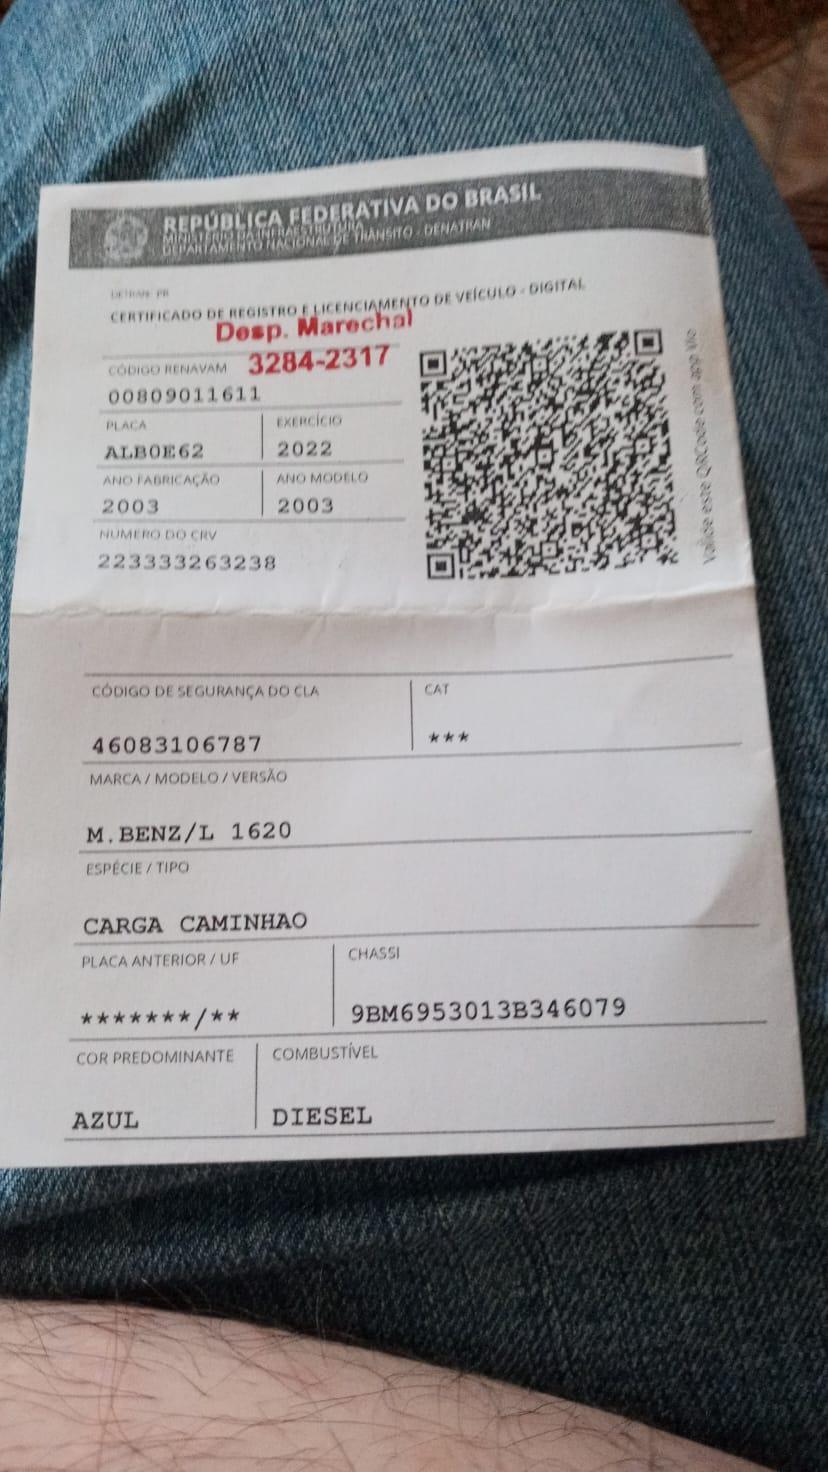 REPÚBLICA FEDERATIVA DO BRASIL
MINISTÉRIO DA INFRAESTRUTURA
DEPARTAMENTO NACIONAL DE TRÂNSITO - DENATRAN
DETRAN- PR
CERTIFICADO DE REGISTRO E LICENCIAMENTO DE VEÍCULO - DIGITAL
Desp. Marechal
3284-2317
CÓDIGO RENAVAM
00809011611
PLACA EXERCÍCIO
ALB0E62 2022
ANO FABRICAÇÃO ANO MODELO
2003 2003
NÚMERO DO CRV
223333263238
Valide este QRCode com app Vio
CÓDIGO DE SEGURANÇA DO CLA CAT
46083106787 ***
MARCA / MODELO / VERSÃO
M.BENZ/L 1620
ESPÉCIE / TIPO
CARGA CAMINHAO
PLACA ANTERIOR / UF CHASSI
*******/** 9BM6953013B346079
COR PREDOMINANTE COMBUSTÍVEL
AZUL DIESEL